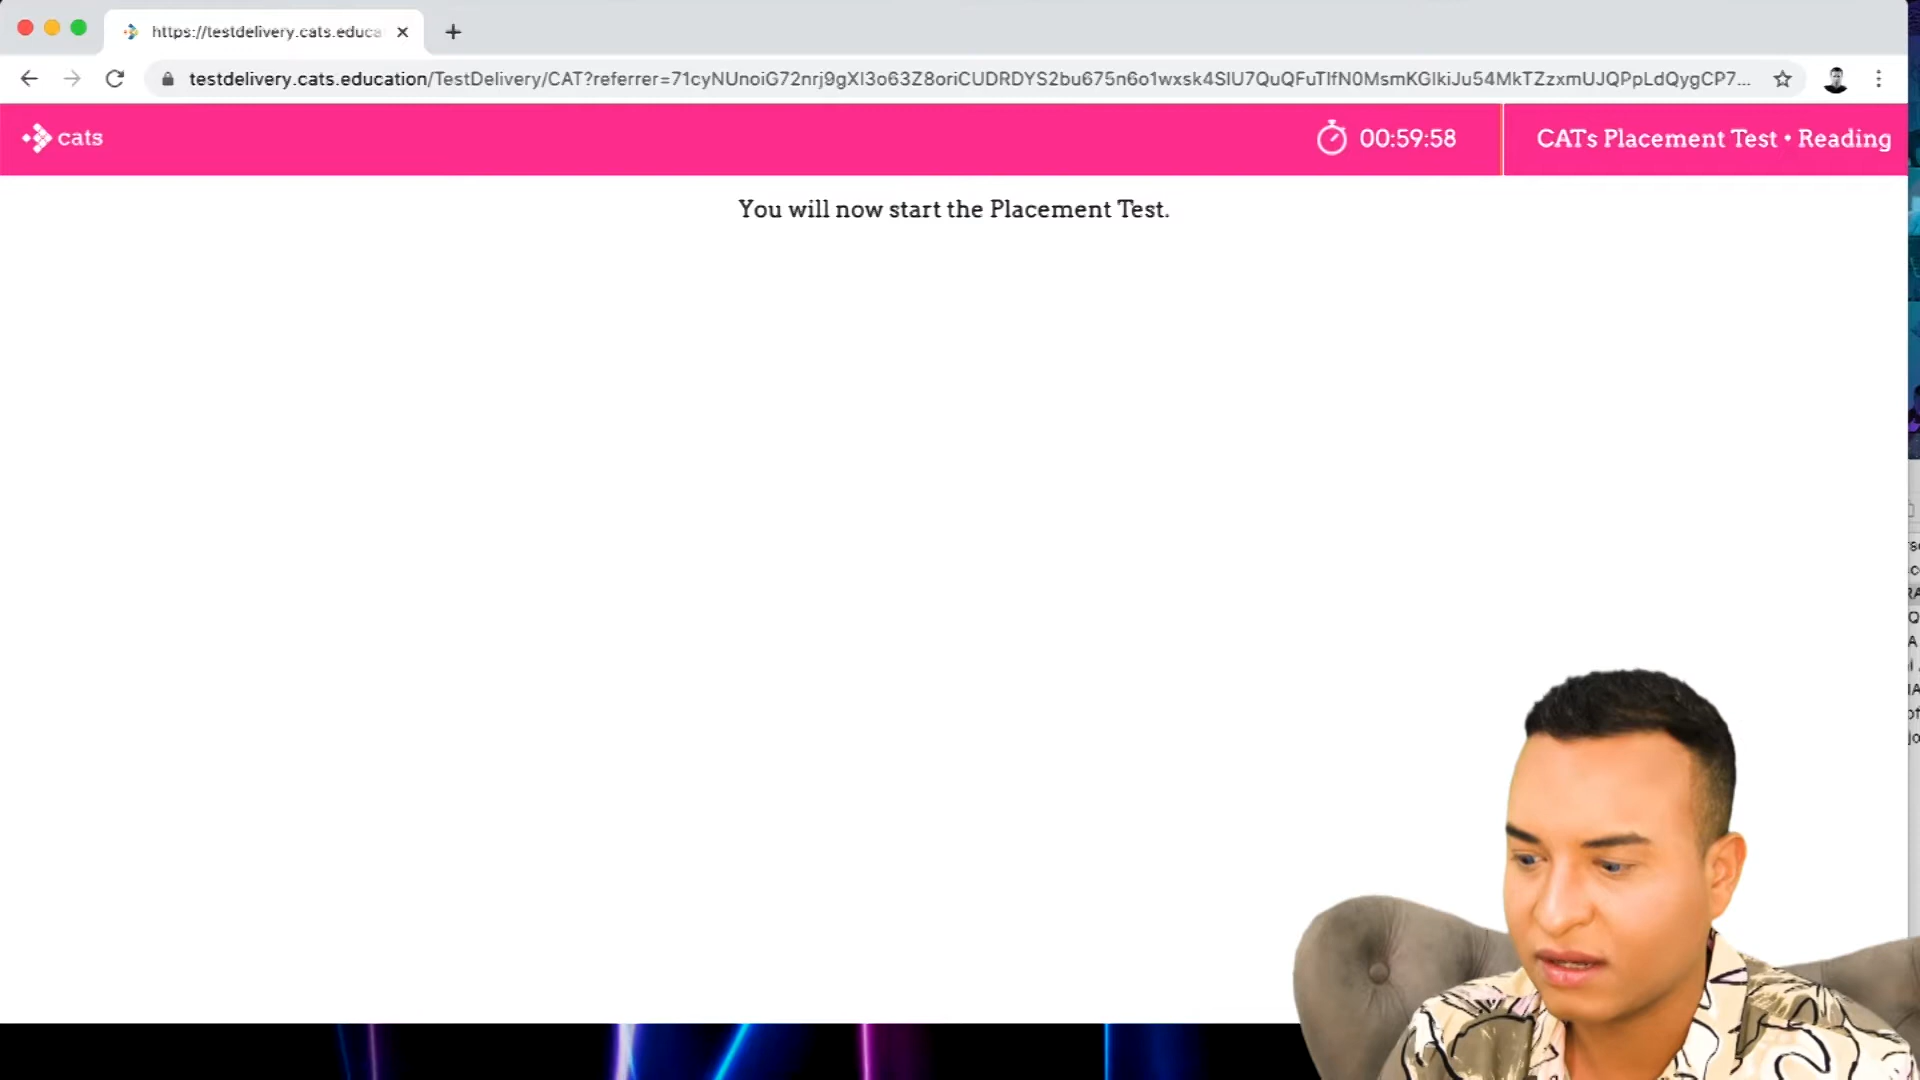 https://testdelivery.cats.educa
testdelivery.cats.education/TestDelivery/CAT?referrer=71cyNUnoiG72nrj9gXI3o63Z8oriCUDRDYS2bu675n6o1wxsk4SIU7QuQFuTIfN0MsmKGIkiJu54MkTZzxmUJQPpLdQygCP7...
cats
00:59:58
CATs Placement Test • Reading
You will now start the Placement Test.